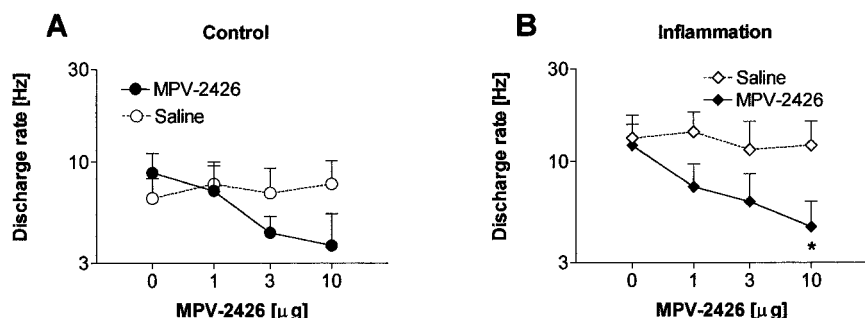 A
Control
Discharge rate [Hz]
30
10
3
MPV-2426
Saline
0 1 3 10
MPV-2426 [µg]
B
Inflammation
Discharge rate [Hz]
30
10
3
Saline
MPV-2426
*
0 1 3 10
MPV-2426 [µg]